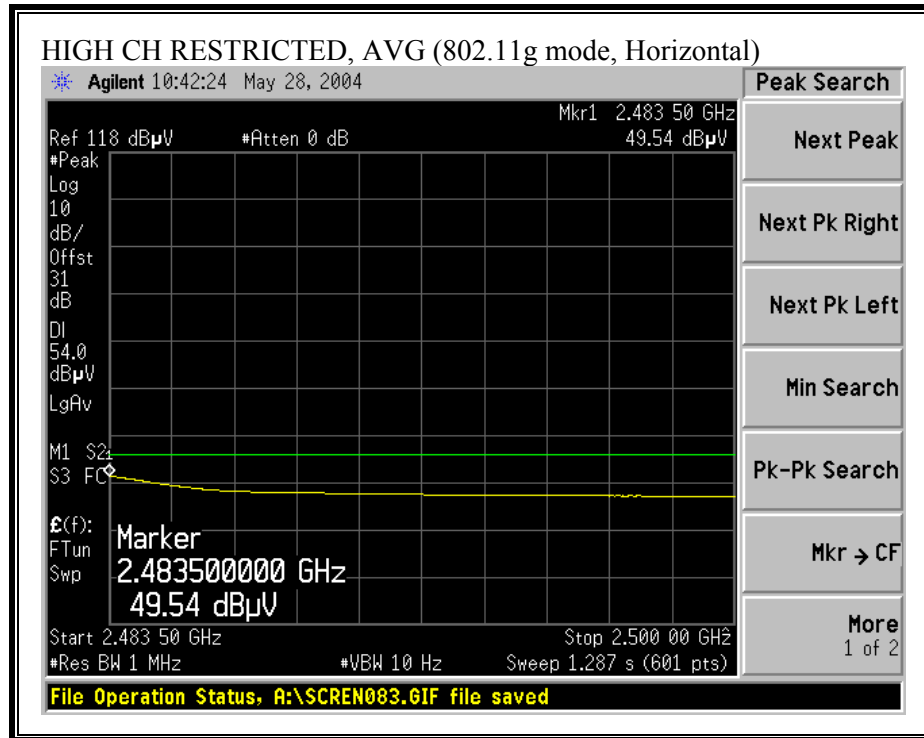 HIGH CH RESTRICTED, AVG (802.11g mode, Horizontal)
Agilent 10:42:24 May 28, 2004
Peak Search
Mkr1 2.483 50 GHz
Ref 118 dBµV #Atten 0 dB 49.54 dBµV
#Peak
Log
10
dB/
Offst
31
dB
DI
54.0
dBµV
LgAv
M1 S2
S3 FC
£(f):
FTun
Swp
1
Marker
2.483500000 GHz
49.54 dBµV
Start 2.483 50 GHz Stop 2.500 00 GHz
#Res BW 1 MHz #VBW 10 Hz Sweep 1.287 s (601 pts)
Next Peak
Next Pk Right
Next Pk Left
Min Search
Pk-Pk Search
Mkr → CF
More
1 of 2
File Operation Status, A:\SCREN083.GIF file saved